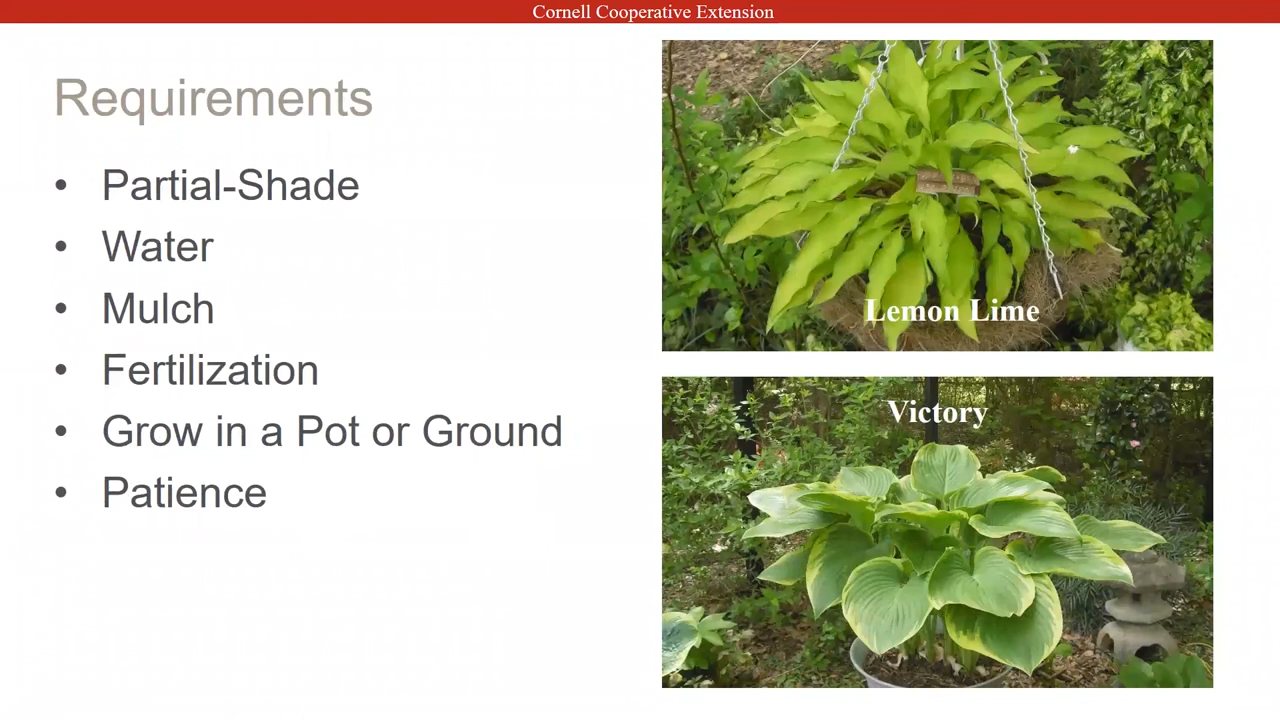 Cornell Cooperative Extension
Requirements
• Partial-Shade
• Water
• Mulch
• Fertilization
• Grow in a Pot or Ground
• Patience
Lemon Lime
Victory